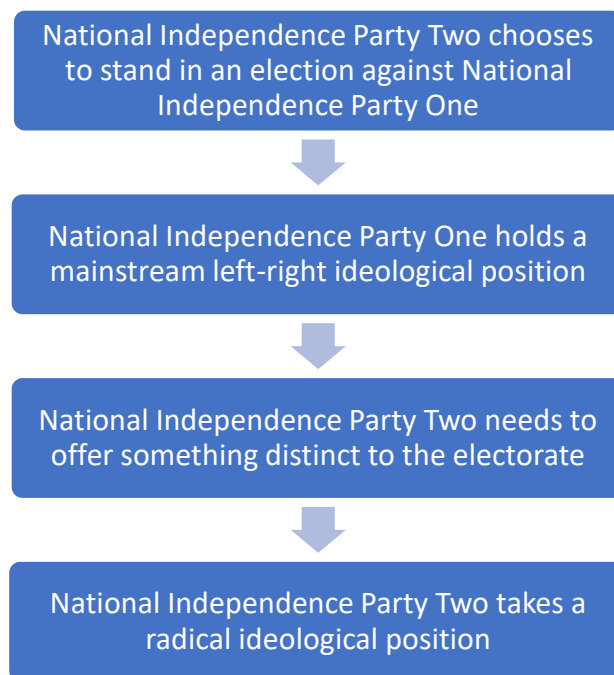 National Independence Party Two chooses
to stand in an election against National
Independence Party One
National Independence Party One holds a
mainstream left-right ideological position
National Independence Party Two needs to
offer something distinct to the electorate
National Independence Party Two takes a
radical ideological position